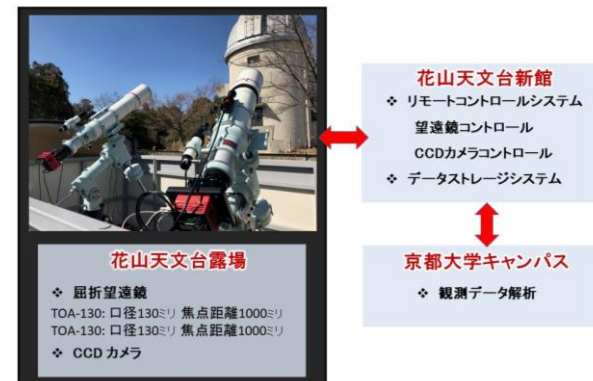 花山天文台露場
❖ 屈折望遠鏡
TOA-130: 口径130ミリ 焦点距離1000ミリ
TOA-130: 口径130ミリ 焦点距離1000ミリ
❖ CCD カメラ
花山天文台新館
❖ リモートコントロールシステム
望遠鏡コントロール
CCDカメラコントロール
❖ データストレージシステム
京都大学キャンパス
❖ 観測データ解析